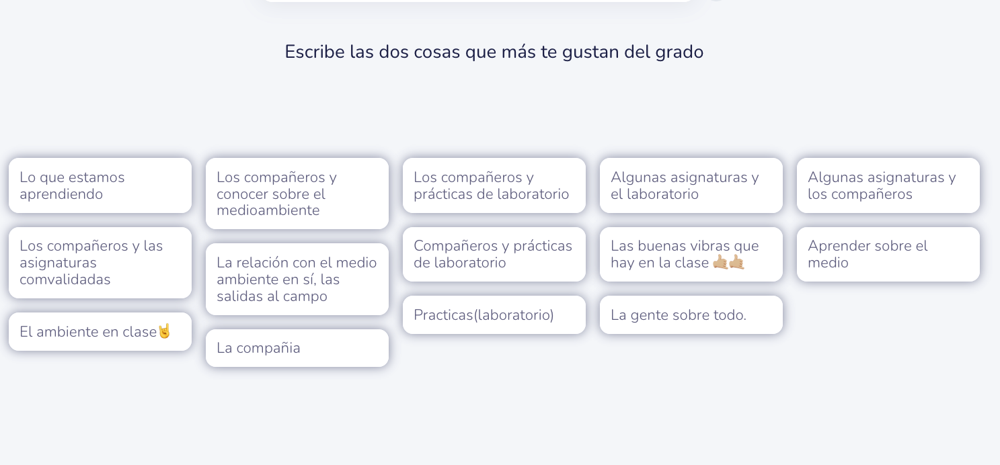 Escribe las dos cosas que más te gustan del grado
Lo que estamos
aprendiendo
Los compañeros y las
asignaturas
comvalidadas
El ambiente en clase🤘
Los compañeros y
conocer sobre el
medioambiente
La relación con el medio
ambiente en sí, las
salidas al campo
La compañia
Los compañeros y
prácticas de laboratorio
Compañeros y prácticas
de laboratorio
Practicas(laboratorio)
Algunas asignaturas y
el laboratorio
Las buenas vibras que
hay en la clase 🤙🏼🤙🏼
La gente sobre todo.
Algunas asignaturas y
los compañeros
Aprender sobre el
medio